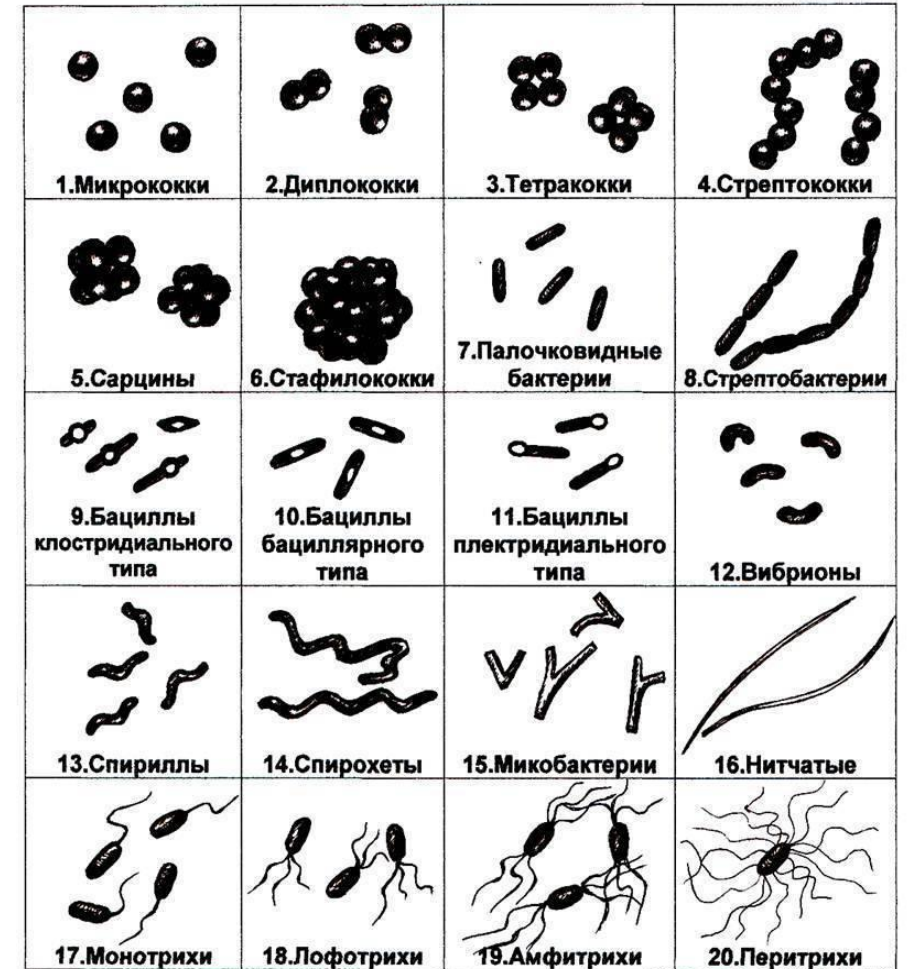 1.Микрококки
2.Диплококки
3.Тетракокки
4.Стрептококки
5.Сарцины
6.Стафилококки
7.Палочковидные
бактерии
8.Стрептобактерии
9.Бациллы
клостридиального
типа
10.Бациллы
бациллярного
типа
11.Бациллы
плектридиального
типа
12.Вибрионы
13.Спириллы
14.Спирохеты
15.Микобактерии
16.Нитчатые
17.Монотрихи
18.Лофотрихи
19.Амфитрихи
20.Перитрихи